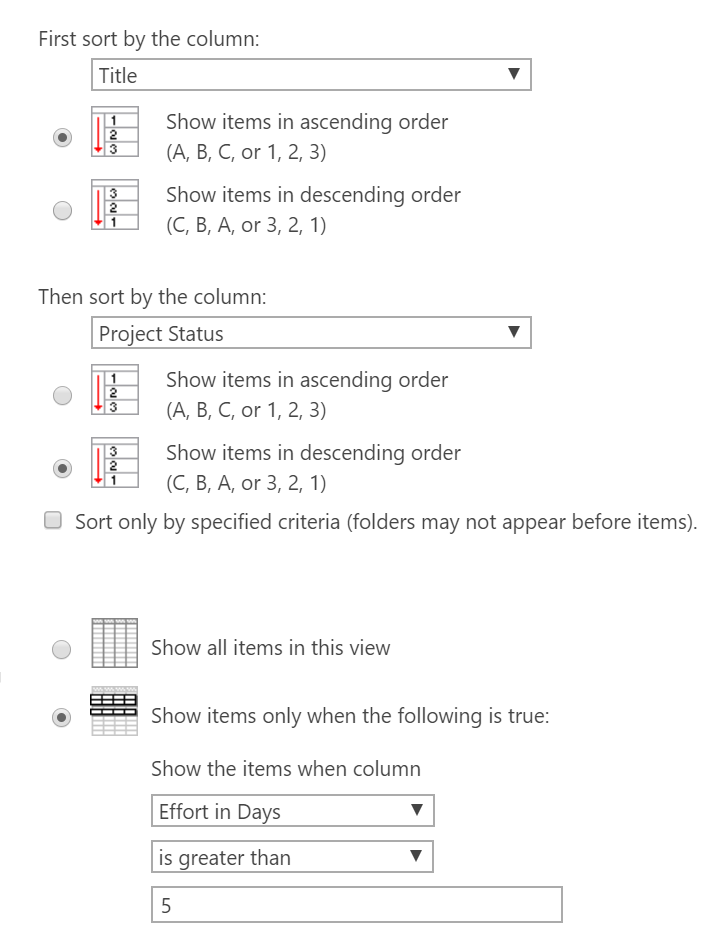 First sort by the column:
Title
1
2
3
Show items in ascending order
(A, B, C, or 1, 2, 3)
3
2
1
Show items in descending order
(C, B, A, or 3, 2, 1)
Then sort by the column:
Project Status
1
2
3
Show items in ascending order
(A, B, C, or 1, 2, 3)
3
2
1
Show items in descending order
(C, B, A, or 3, 2, 1)
Sort only by specified criteria (folders may not appear before items).
Show all items in this view
Show items only when the following is true:
Show the items when column
Effort in Days
is greater than
5